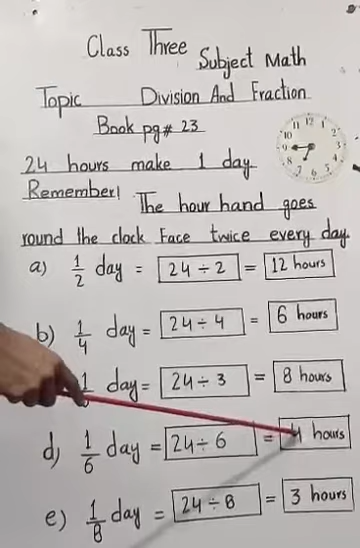 Class Three Subject Math
Topic Division And Fraction
Book pg# 23
24 hours make 1 day.
Remember! The hour hand goes
round the clock Face twice every day.
a) 1/2 day = 24 ÷ 2 = 12 hours
b) 1/4 day = 24 ÷ 4 = 6 hours
day = 24 ÷ 3 = 8 hours
d) 1/6 day = 24 ÷ 6 = 4 hours
e) 1/8 day = 24 ÷ 8 = 3 hours